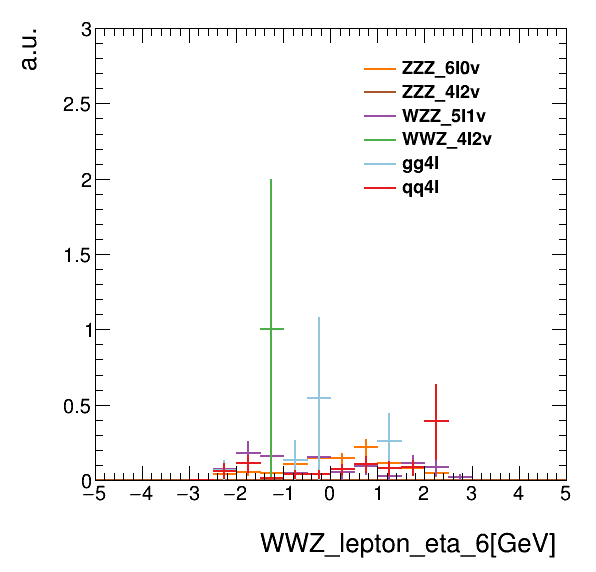 a.u.
3
2.5
2
1.5
1
0.5
0
ZZZ_6l0v
ZZZ_4l2v
WZZ_5l1v
WWZ_4l2v
gg4l
qq4l
−5 −4 −3 −2 −1 0 1 2 3 4 5
WWZ_lepton_eta_6[GeV]